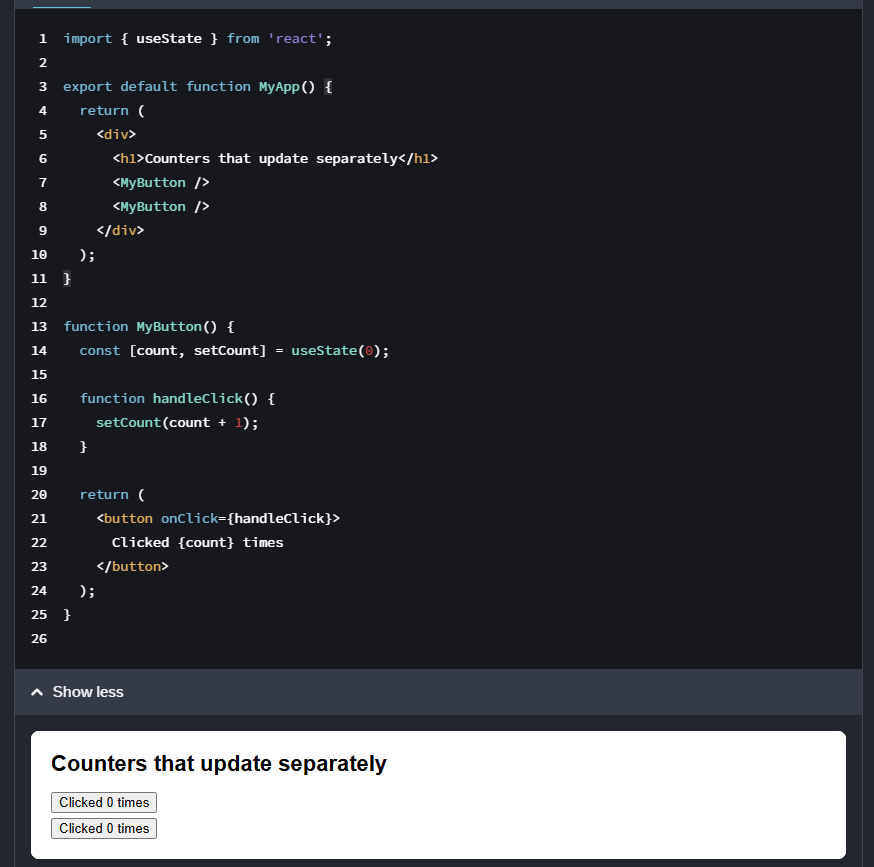 1 import { useState } from 'react';
2
3 export default function MyApp() {
4   return (
5     <div>
6       <h1>Counters that update separately</h1>
7       <MyButton />
8       <MyButton />
9     </div>
10   );
11 }
12
13 function MyButton() {
14   const [count, setCount] = useState(0);
15
16   function handleClick() {
17     setCount(count + 1);
18   }
19
20   return (
21     <button onClick={handleClick}>
22       Clicked {count} times
23     </button>
24   );
25 }
26
Show less
Counters that update separately
Clicked 0 times
Clicked 0 times